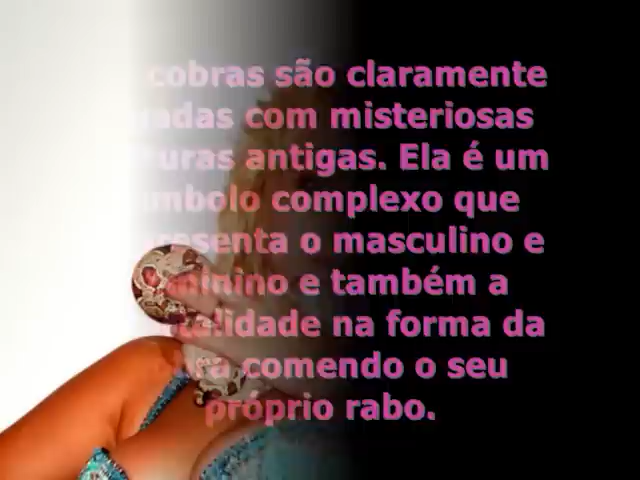 cobras são claramente
com misteriosas
antigas. Ela é um
complexo que
o masculino e
e também a
na forma da
comendo o seu
próprio rabo.